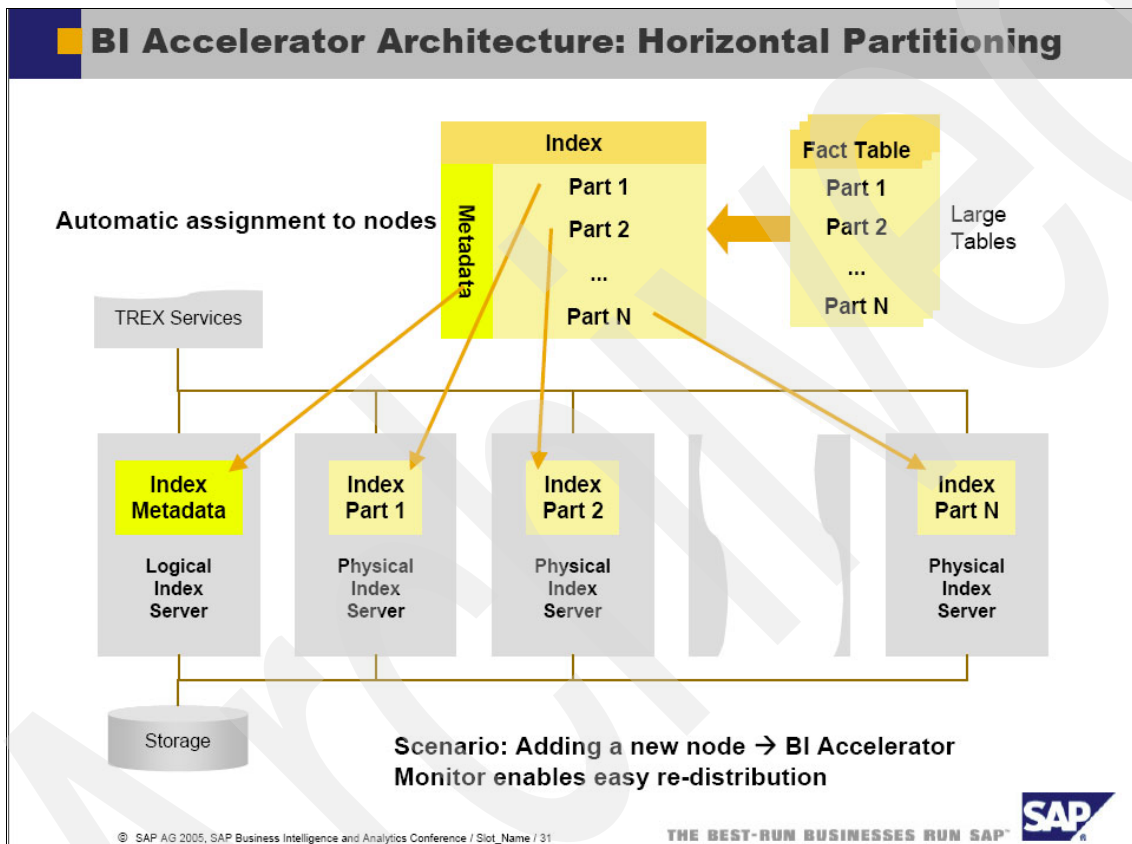 BI Accelerator Architecture: Horizontal Partitioning
Index
Metadata
Part 1
Part 2
...
Part N
Fact Table
Part 1
Part 2
...
Part N
Large
Tables
Automatic assignment to nodes
TREX Services
Index
Metadata
Logical
Index
Server
Index
Part 1
Physical
Index
Server
Index
Part 2
Physical
Index
Server
Index
Part N
Physical
Index
Server
Storage
Scenario: Adding a new node → BI Accelerator
Monitor enables easy re-distribution
© SAP AG 2005, SAP Business Intelligence and Analytics Conference / Slot_Name / 31
THE BEST-RUN BUSINESSES RUN SAP™
SAP
®
Archived